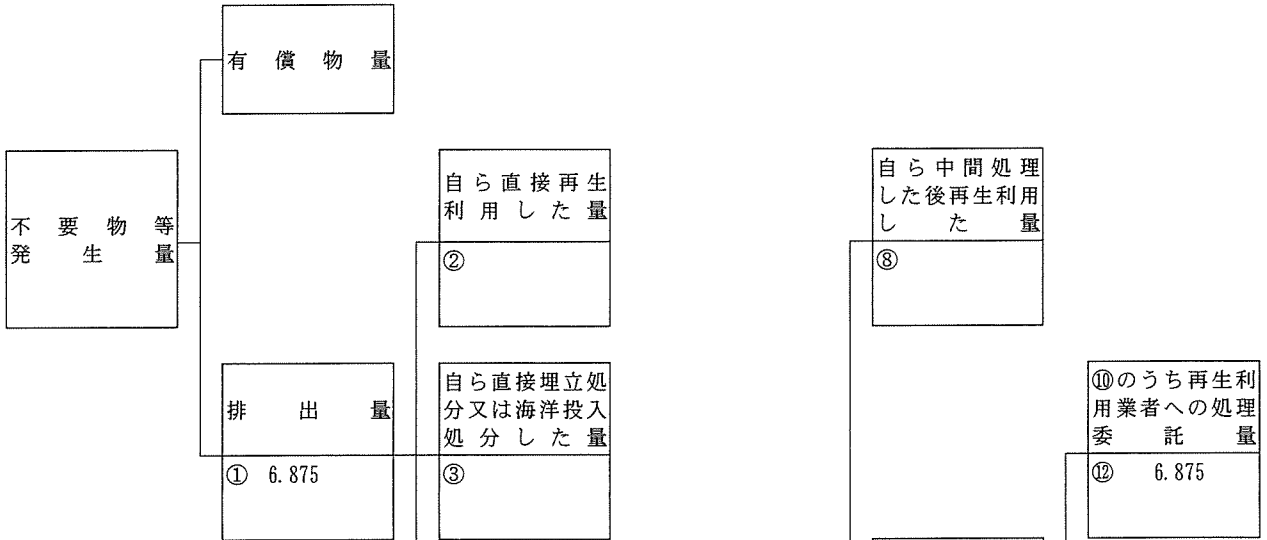 有償物量
不要物等
発生量
自ら直接再生
利用した量
②
自ら中間処理
した後再生利用
した量
⑧
排出量
① 6.875
自ら直接埋立処
分又は海洋投入
処分した量
③
⑩のうち再生利
用業者への処理
委託量
⑫ 6.875